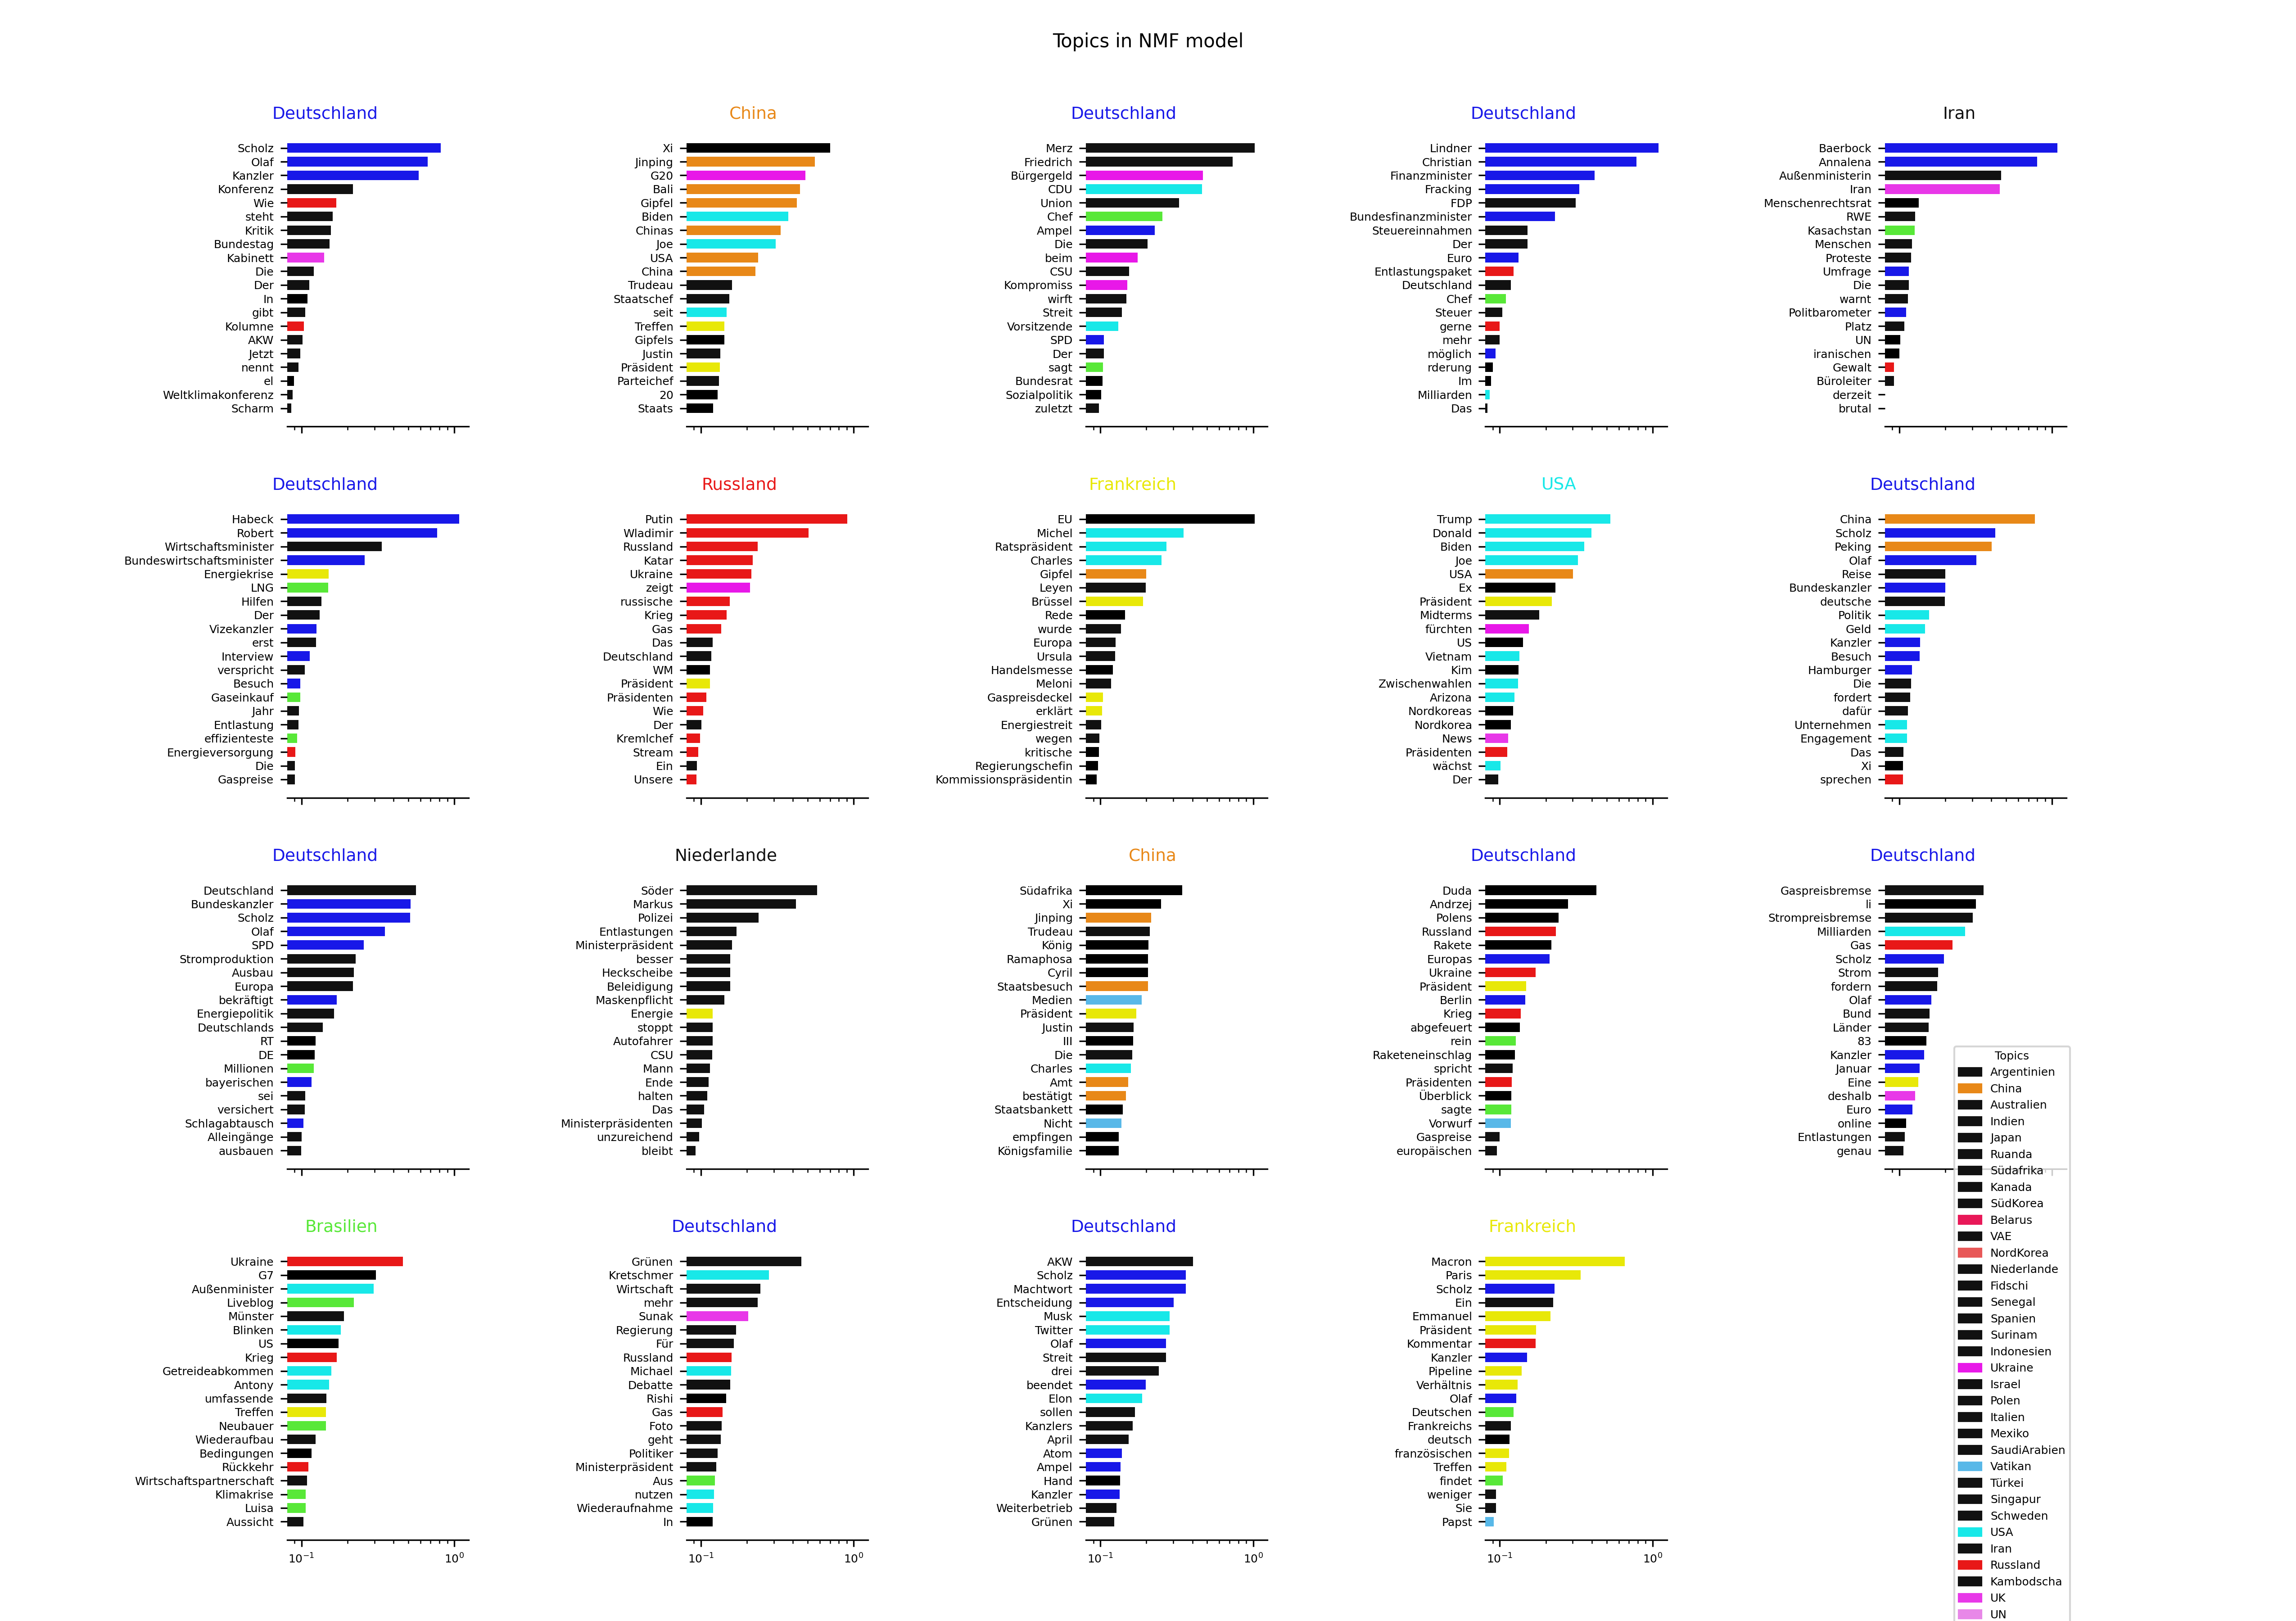 Topics in NMF model
Deutschland
Scholz
Olaf
Kanzler
Konferenz
Wie
steht
Kritik
Bundestag
Kabinett
Die
Der
In
gibt
Kolumne
AKW
Jetzt
nennt
el
Weltklimakonferenz
Scharm
China
Xi
Jinping
G20
Bali
Gipfel
Biden
Chinas
Joe
USA
China
Trudeau
Staatschef
seit
Treffen
Gipfels
Justin
Präsident
Parteichef
20
Staats
Deutschland
Merz
Friedrich
Bürgergeld
CDU
Union
Chef
Ampel
Die
beim
CSU
Kompromiss
wirft
Streit
Vorsitzende
SPD
Der
sagt
Bundesrat
Sozialpolitik
zuletzt
Deutschland
Lindner
Christian
Finanzminister
Fracking
FDP
Bundesfinanzminister
Steuereinnahmen
Der
Euro
Entlastungspaket
Deutschland
Chef
Steuer
gerne
mehr
möglich
rderung
Im
Milliarden
Das
Iran
Baerbock
Annalena
Außenministerin
Iran
Menschenrechtsrat
RWE
Kasachstan
Menschen
Proteste
Umfrage
Die
warnt
Politbarometer
Platz
UN
iranischen
Gewalt
Büroleiter
derzeit
brutal
Deutschland
Habeck
Robert
Wirtschaftsminister
Bundeswirtschaftsminister
Energiekrise
LNG
Hilfen
Der
Vizekanzler
erst
Interview
verspricht
Besuch
Gaseinkauf
Jahr
Entlastung
effizienteste
Energieversorgung
Die
Gaspreise
Russland
Putin
Wladimir
Russland
Katar
Ukraine
zeigt
russische
Krieg
Gas
Das
Deutschland
WM
Präsident
Präsidenten
Wie
Der
Kremlchef
Stream
Ein
Unsere
Frankreich
EU
Michel
Ratspräsident
Charles
Gipfel
Leyen
Brüssel
Rede
wurde
Europa
Ursula
Handelsmesse
Meloni
Gaspreisdeckel
erklärt
Energiestreit
wegen
kritische
Regierungschefin
Kommissionspräsidentin
USA
Trump
Donald
Biden
Joe
USA
Ex
Präsident
Midterms
fürchten
US
Vietnam
Kim
Zwischenwahlen
Arizona
Nordkoreas
Nordkorea
News
Präsidenten
wächst
Der
Deutschland
China
Scholz
Peking
Olaf
Reise
Bundeskanzler
deutsche
Politik
Geld
Kanzler
Besuch
Hamburger
Die
fordert
dafür
Unternehmen
Engagement
Das
Xi
sprechen
Deutschland
Deutschland
Bundeskanzler
Scholz
Olaf
SPD
Stromproduktion
Ausbau
Europa
bekräftigt
Energiepolitik
Deutschlands
RT
DE
Millionen
bayerischen
sei
versichert
Schlagabtausch
Alleingänge
ausbauen
Niederlande
Söder
Markus
Polizei
Entlastungen
Ministerpräsident
besser
Heckscheibe
Beleidigung
Maskenpflicht
Energie
stoppt
Autofahrer
CSU
Mann
Ende
halten
Das
Ministerpräsidenten
unzureichend
bleibt
China
Südafrika
Xi
Jinping
Trudeau
König
Ramaphosa
Cyril
Staatsbesuch
Medien
Präsident
Justin
III
Die
Charles
Amt
bestätigt
Staatsbankett
Nicht
empfingen
Königsfamilie
Deutschland
Duda
Andrzej
Polens
Russland
Rakete
Europas
Ukraine
Präsident
Berlin
Krieg
abgefeuert
rein
Raketeneinschlag
spricht
Präsidenten
Überblick
sagte
Vorwurf
Gaspreise
europäischen
Deutschland
Gaspreisbremse
li
Strompreisbremse
Milliarden
Gas
Scholz
Strom
fordern
Olaf
Bund
Länder
83
Kanzler
Januar
Eine
deshalb
Euro
online
Entlastungen
genau
Brasilien
Ukraine
G7
Außenminister
Liveblog
Münster
Blinken
US
Krieg
Getreideabkommen
Antony
umfassende
Treffen
Neubauer
Wiederaufbau
Bedingungen
Rückkehr
Wirtschaftspartnerschaft
Klimakrise
Luisa
Aussicht
10⁻¹ 10⁰
Deutschland
Grünen
Kretschmer
Wirtschaft
mehr
Sunak
Regierung
Für
Russland
Michael
Debatte
Rishi
Gas
Foto
geht
Politiker
Ministerpräsident
Aus
nutzen
Wiederaufnahme
In
10⁻¹ 10⁰
Deutschland
AKW
Scholz
Machtwort
Entscheidung
Musk
Twitter
Olaf
Streit
drei
beendet
Elon
sollen
Kanzlers
April
Atom
Ampel
Hand
Kanzler
Weiterbetrieb
Grünen
10⁻¹ 10⁰
Frankreich
Macron
Paris
Scholz
Ein
Emmanuel
Präsident
Kommentar
Kanzler
Pipeline
Verhältnis
Olaf
Deutschen
Frankreichs
deutsch
französischen
Treffen
findet
weniger
Sie
Papst
10⁻¹ 10⁰
Topics
Argentinien
China
Australien
Indien
Japan
Ruanda
Südafrika
Kanada
SüdKorea
Belarus
VAE
NordKorea
Niederlande
Fidschi
Senegal
Spanien
Surinam
Indonesien
Ukraine
Israel
Polen
Italien
Mexiko
SaudiArabien
Vatikan
Türkei
Singapur
Schweden
USA
Iran
Russland
Kambodscha
UK
UN